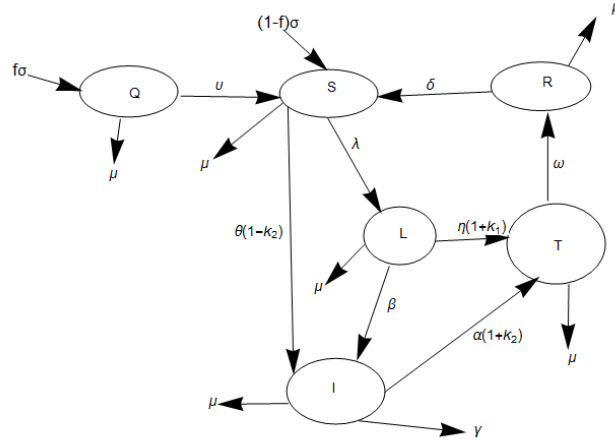 (1-f)σ
fσ
Q
υ
S
δ
R
μ
μ
λ
ω
θ(1−k₂)
L
η(1+k₁)
T
μ
β
α(1+k₂)
μ
I
μ
γ